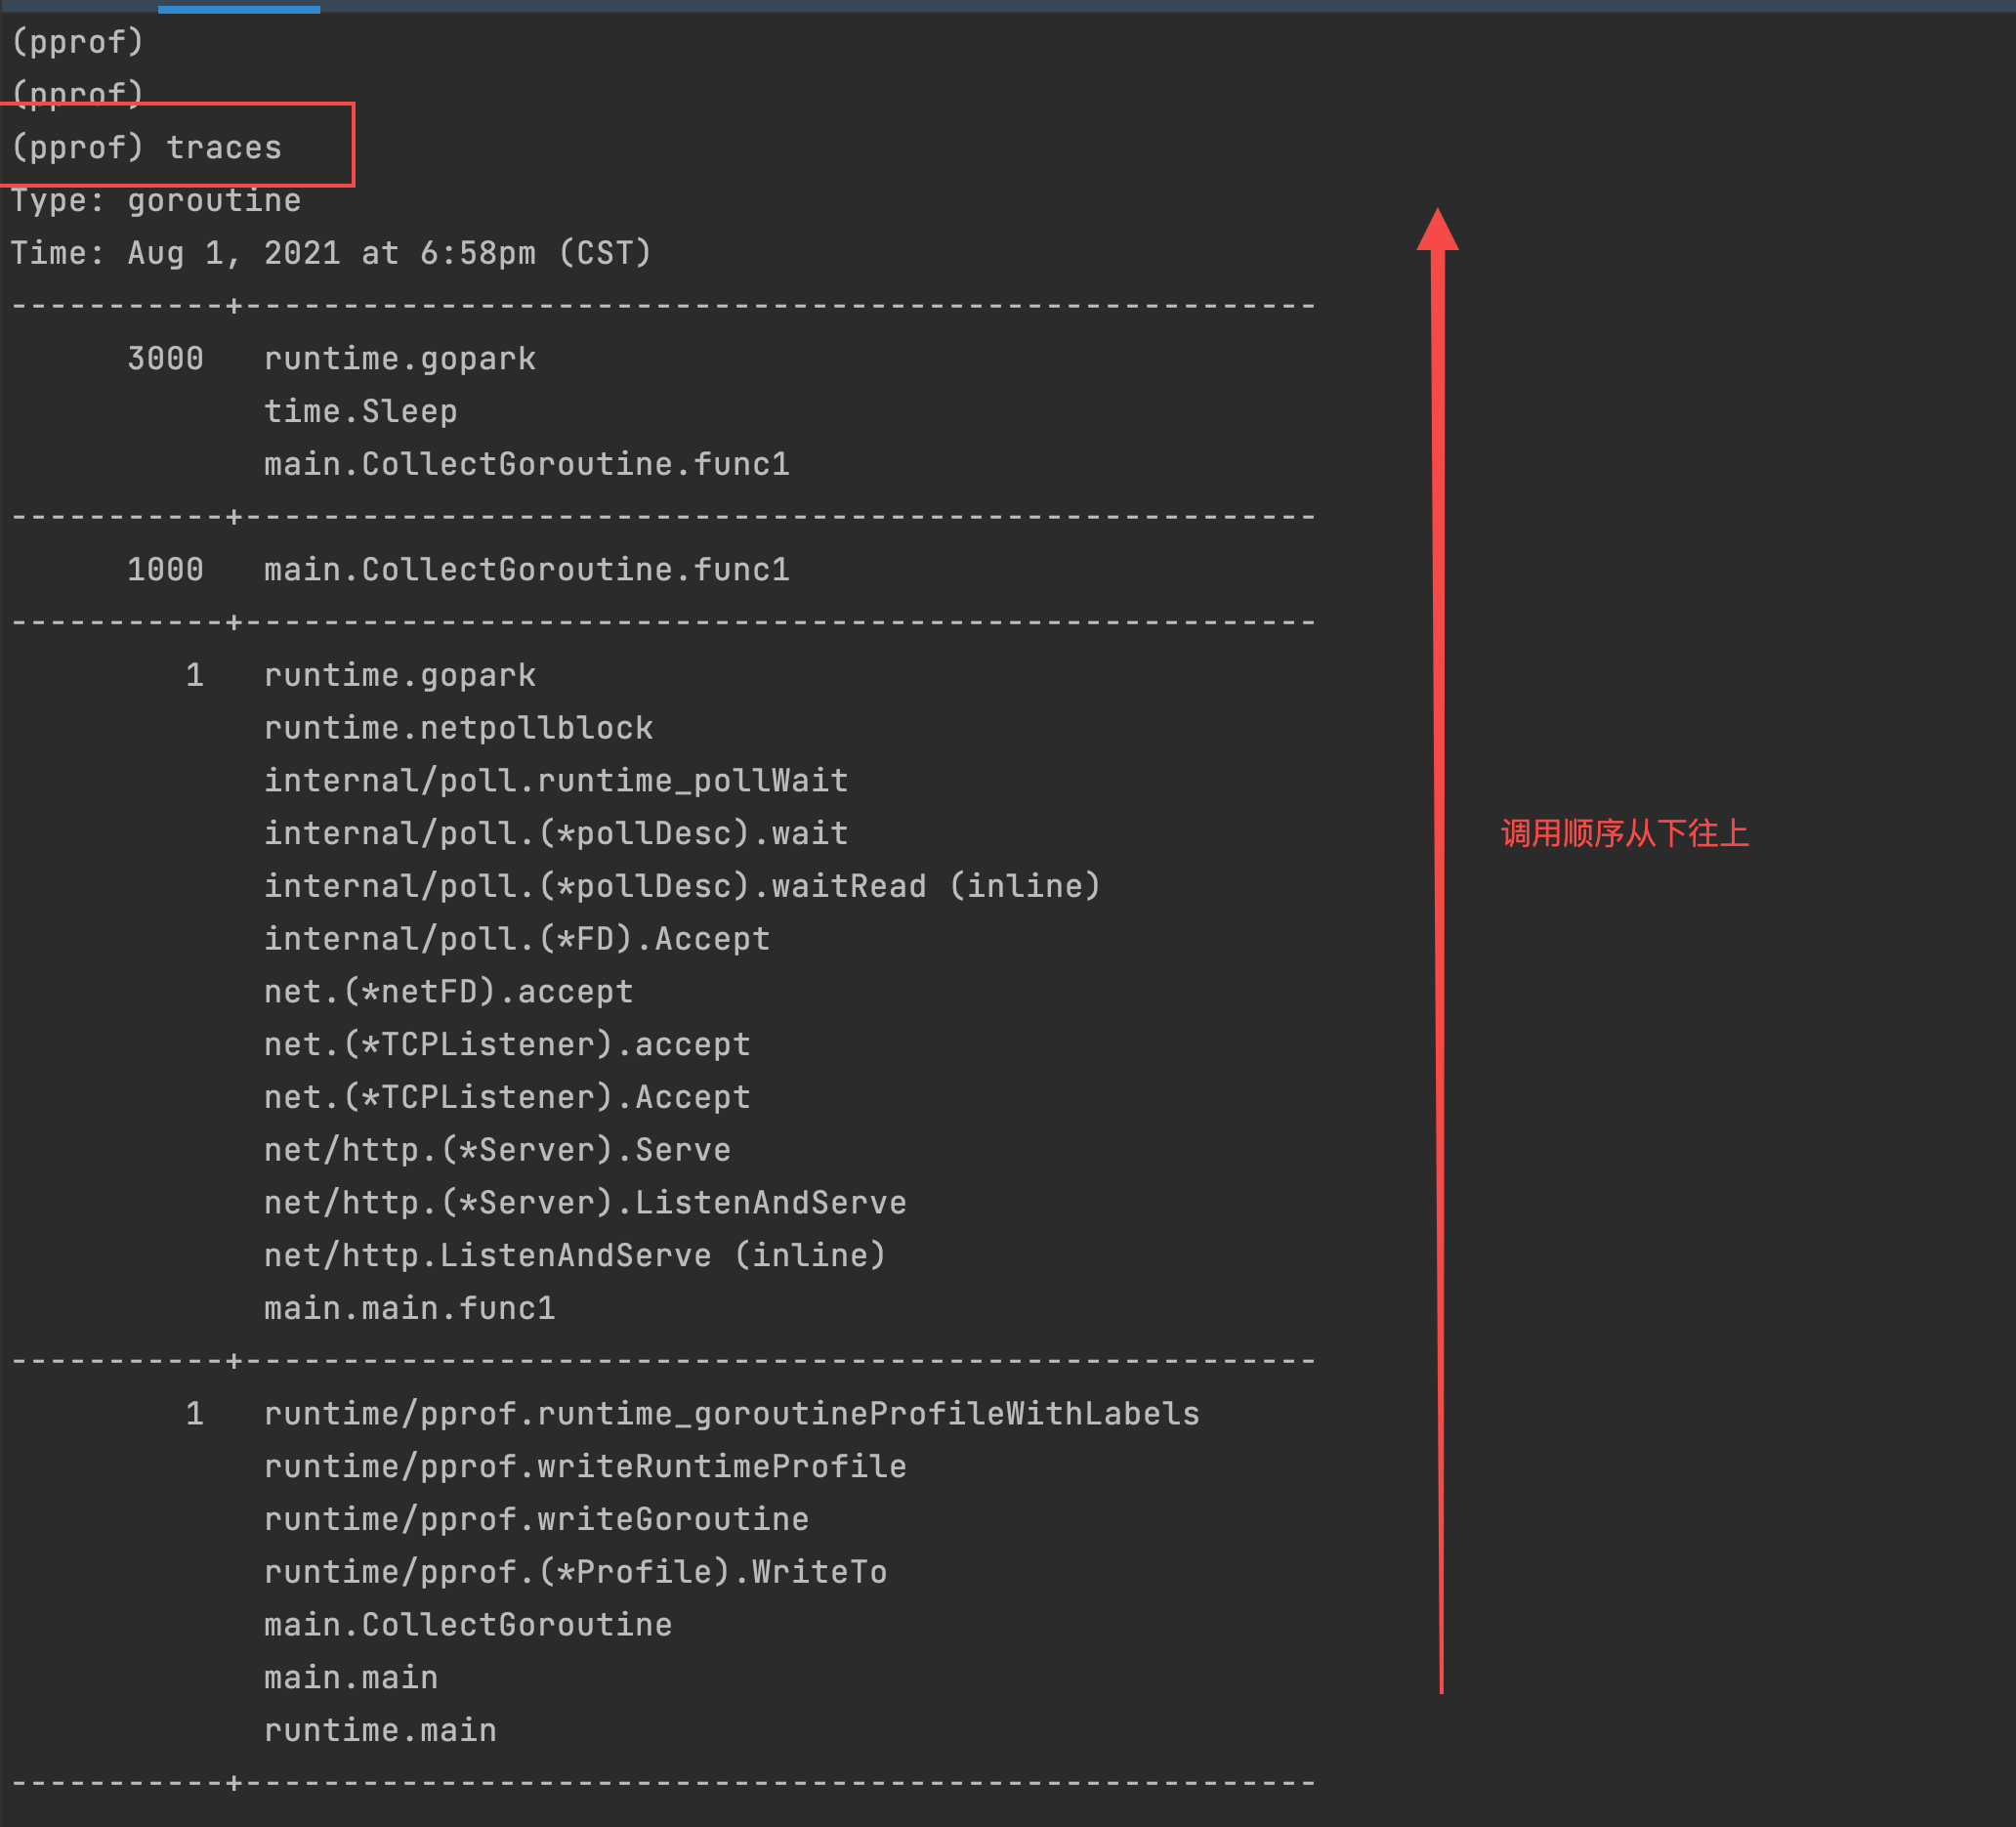 (pprof)
(pprof)
(pprof) traces
Type: goroutine
Time: Aug 1, 2021 at 6:58pm (CST)
-----------+-------------------------------------------------------
3000   runtime.gopark
time.Sleep
main.CollectGoroutine.func1
-----------+-------------------------------------------------------
1000   main.CollectGoroutine.func1
-----------+-------------------------------------------------------
1   runtime.gopark
runtime.netpollblock
internal/poll.runtime_pollWait
internal/poll.(*pollDesc).wait
internal/poll.(*pollDesc).waitRead (inline)
internal/poll.(*FD).Accept
net.(*netFD).accept
net.(*TCPListener).accept
net.(*TCPListener).Accept
net/http.(*Server).Serve
net/http.(*Server).ListenAndServe
net/http.ListenAndServe (inline)
main.main.func1
-----------+-------------------------------------------------------
1   runtime/pprof.runtime_goroutineProfileWithLabels
runtime/pprof.writeRuntimeProfile
runtime/pprof.writeGoroutine
runtime/pprof.(*Profile).WriteTo
main.CollectGoroutine
main.main
runtime.main
-----------+-------------------------------------------------------
调用顺序从下往上